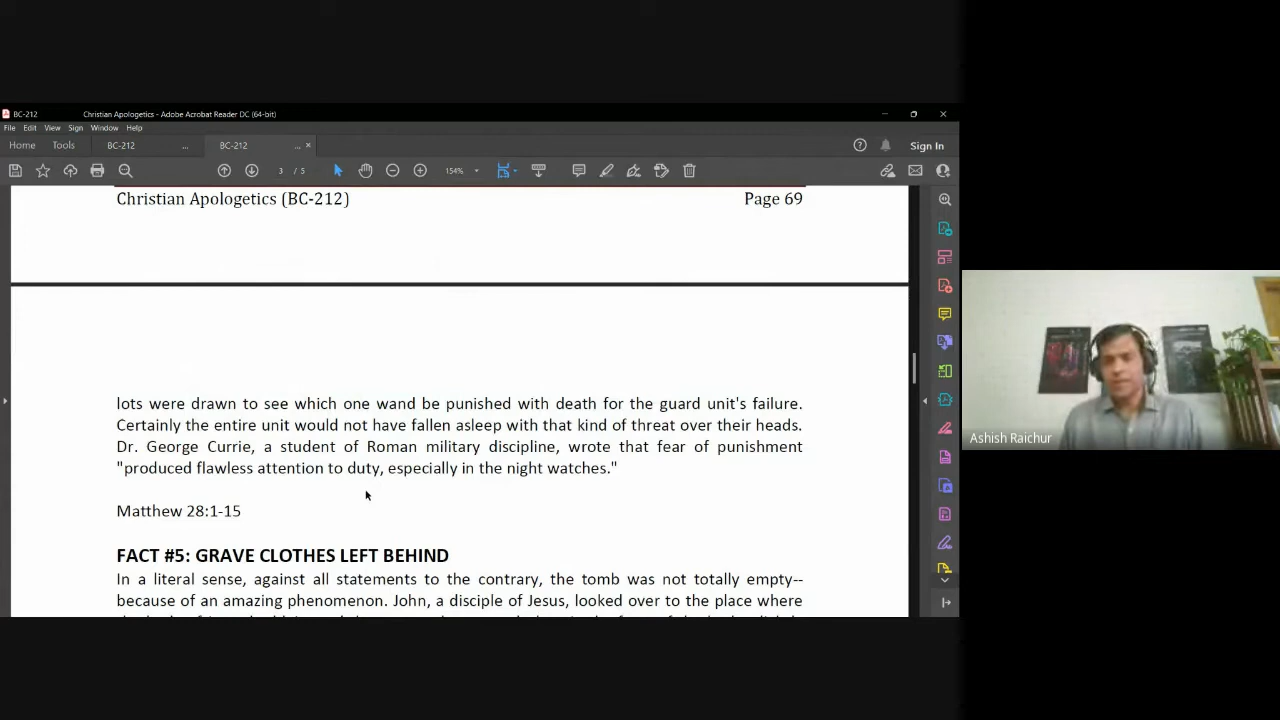 BC-212 Christian Apologetics - Adobe Acrobat Reader DC (64-bit)
File Edit View Sign Window Help
Home Tools BC-212 ... BC-212 ... × Sign In
3 / 5 154%
Christian Apologetics (BC-212) Page 69
lots were drawn to see which one wand be punished with death for the guard unit's failure.
Certainly the entire unit would not have fallen asleep with that kind of threat over their heads.
Dr. George Currie, a student of Roman military discipline, wrote that fear of punishment
"produced flawless attention to duty, especially in the night watches."
Matthew 28:1-15
FACT #5: GRAVE CLOTHES LEFT BEHIND
In a literal sense, against all statements to the contrary, the tomb was not totally empty--
because of an amazing phenomenon. John, a disciple of Jesus, looked over to the place where
Ashish Raichur